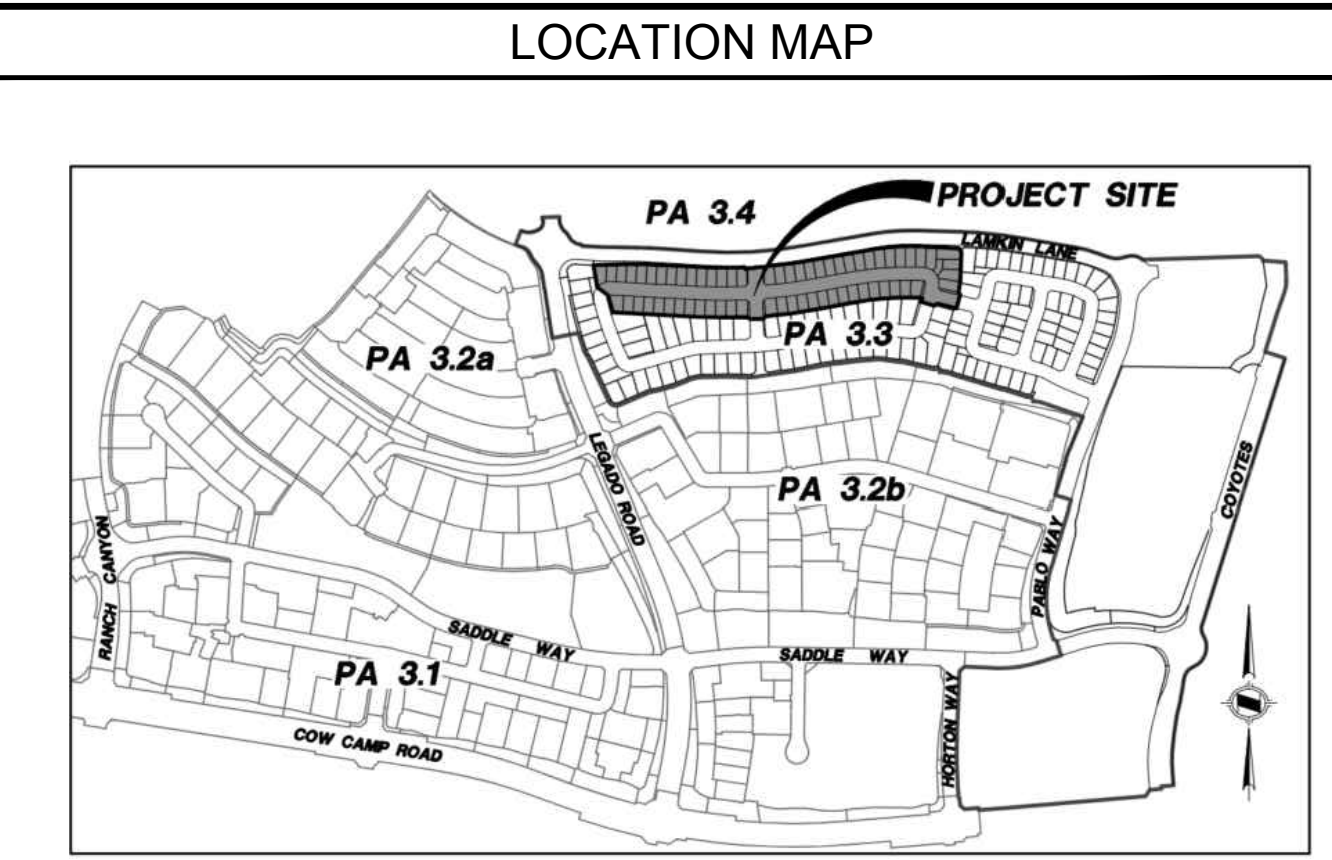 LOCATION MAP
PROJECT SITE
PA 3.4
LAMKIN LANE
PA 3.3
PA 3.2a
LEGADO ROAD
COYOTES
PA 3.2b
RANCH CANYON
PABLO WAY
SADDLE WAY
SADDLE WAY
PA 3.1
HORTON WAY
COW CAMP ROAD